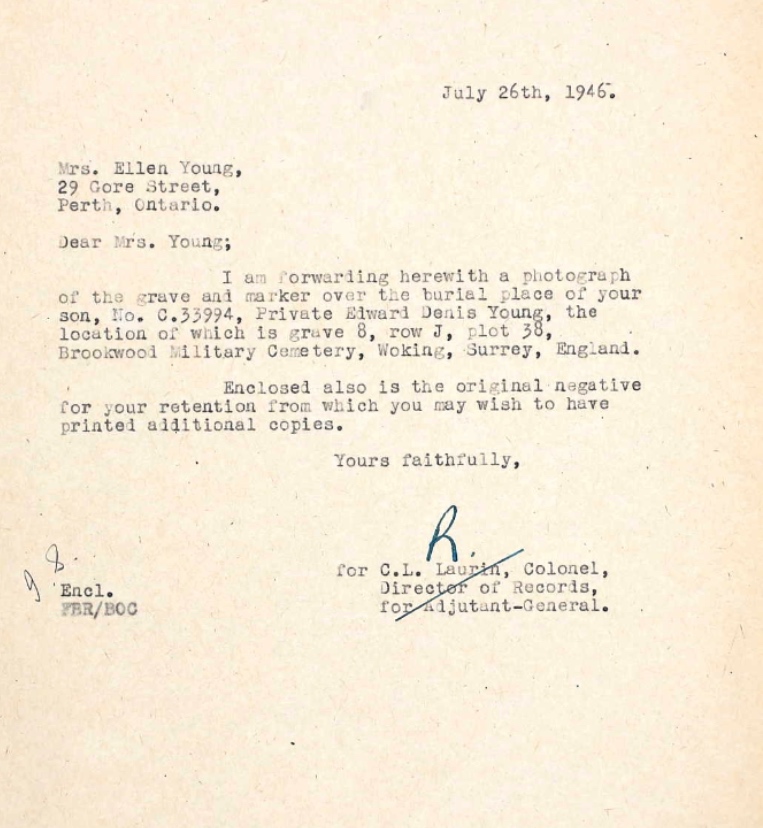 July 26th, 1946.
Mrs. Ellen Young,
29 Gore Street,
Perth, Ontario.
Dear Mrs. Young;
I am forwarding herewith a photograph
of the grave and marker over the burial place of your
son, No. C.33994, Private Edward Denis Young, the
location of which is grave 8, row J, plot 38,
Brookwood Military Cemetery, Woking, Surrey, England.
Enclosed also is the original negative
for your retention from which you may wish to have
printed additional copies.
Yours faithfully,
R.
for C.L. Laurin, Colonel,
Director of Records,
for Adjutant-General.
Encl.
FBR/BOC